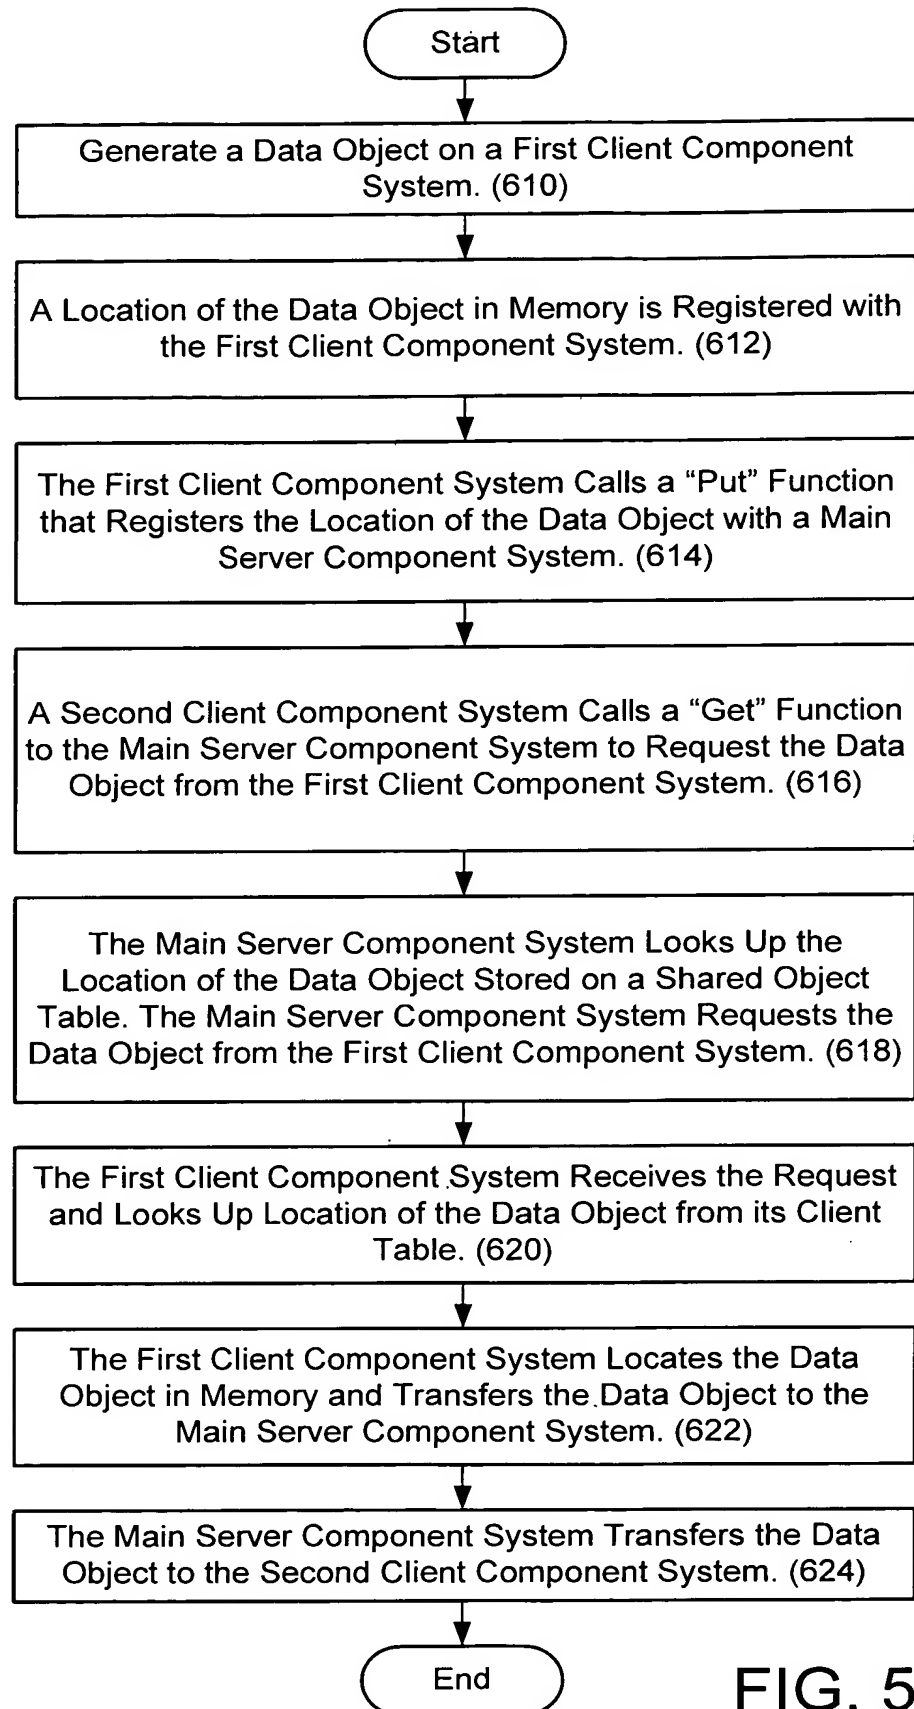 Start
Generate a Data Object on a First Client Component
System. (610)
A Location of the Data Object in Memory is Registered with
the First Client Component System. (612)
The First Client Component System Calls a “Put” Function
that Registers the Location of the Data Object with a Main
Server Component System. (614)
A Second Client Component System Calls a “Get” Function
to the Main Server Component System to Request the Data
Object from the First Client Component System. (616)
The Main Server Component System Looks Up the
Location of the Data Object Stored on a Shared Object
Table. The Main Server Component System Requests the
Data Object from the First Client Component System. (618)
The First Client Component System Receives the Request
and Looks Up Location of the Data Object from its Client
Table. (620)
The First Client Component System Locates the Data
Object in Memory and Transfers the Data Object to the
Main Server Component System. (622)
The Main Server Component System Transfers the Data
Object to the Second Client Component System. (624)
End
FIG. 5